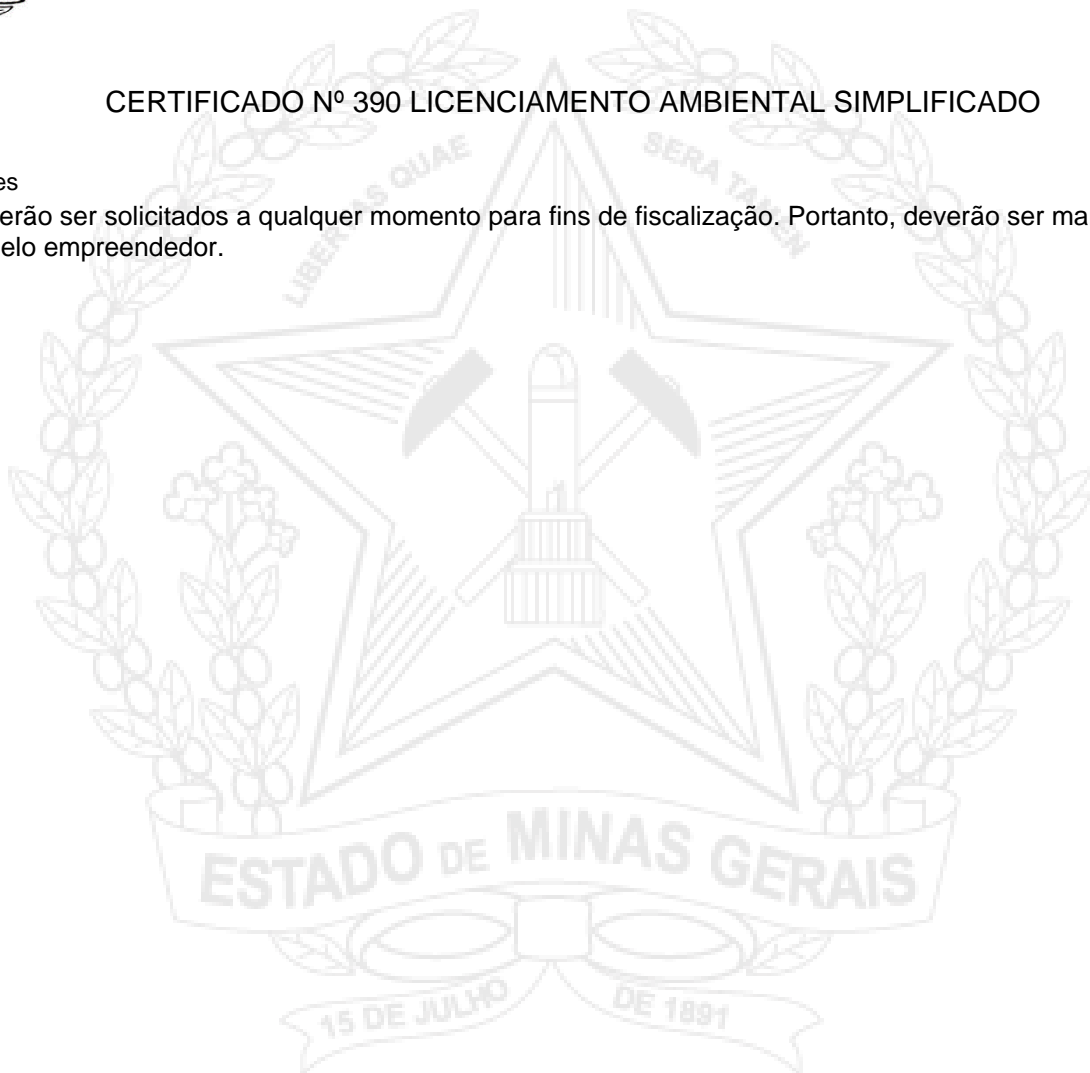 CERTIFICADO Nº 390 LICENCIAMENTO AMBIENTAL SIMPLIFICADO
LIBERTAS QUAE SERA TAMEN
es
erão ser solicitados a qualquer momento para fins de fiscalização. Portanto, deverão ser ma
elo empreendedor.
ESTADO DE MINAS GERAIS
15 DE JULHO DE 1891